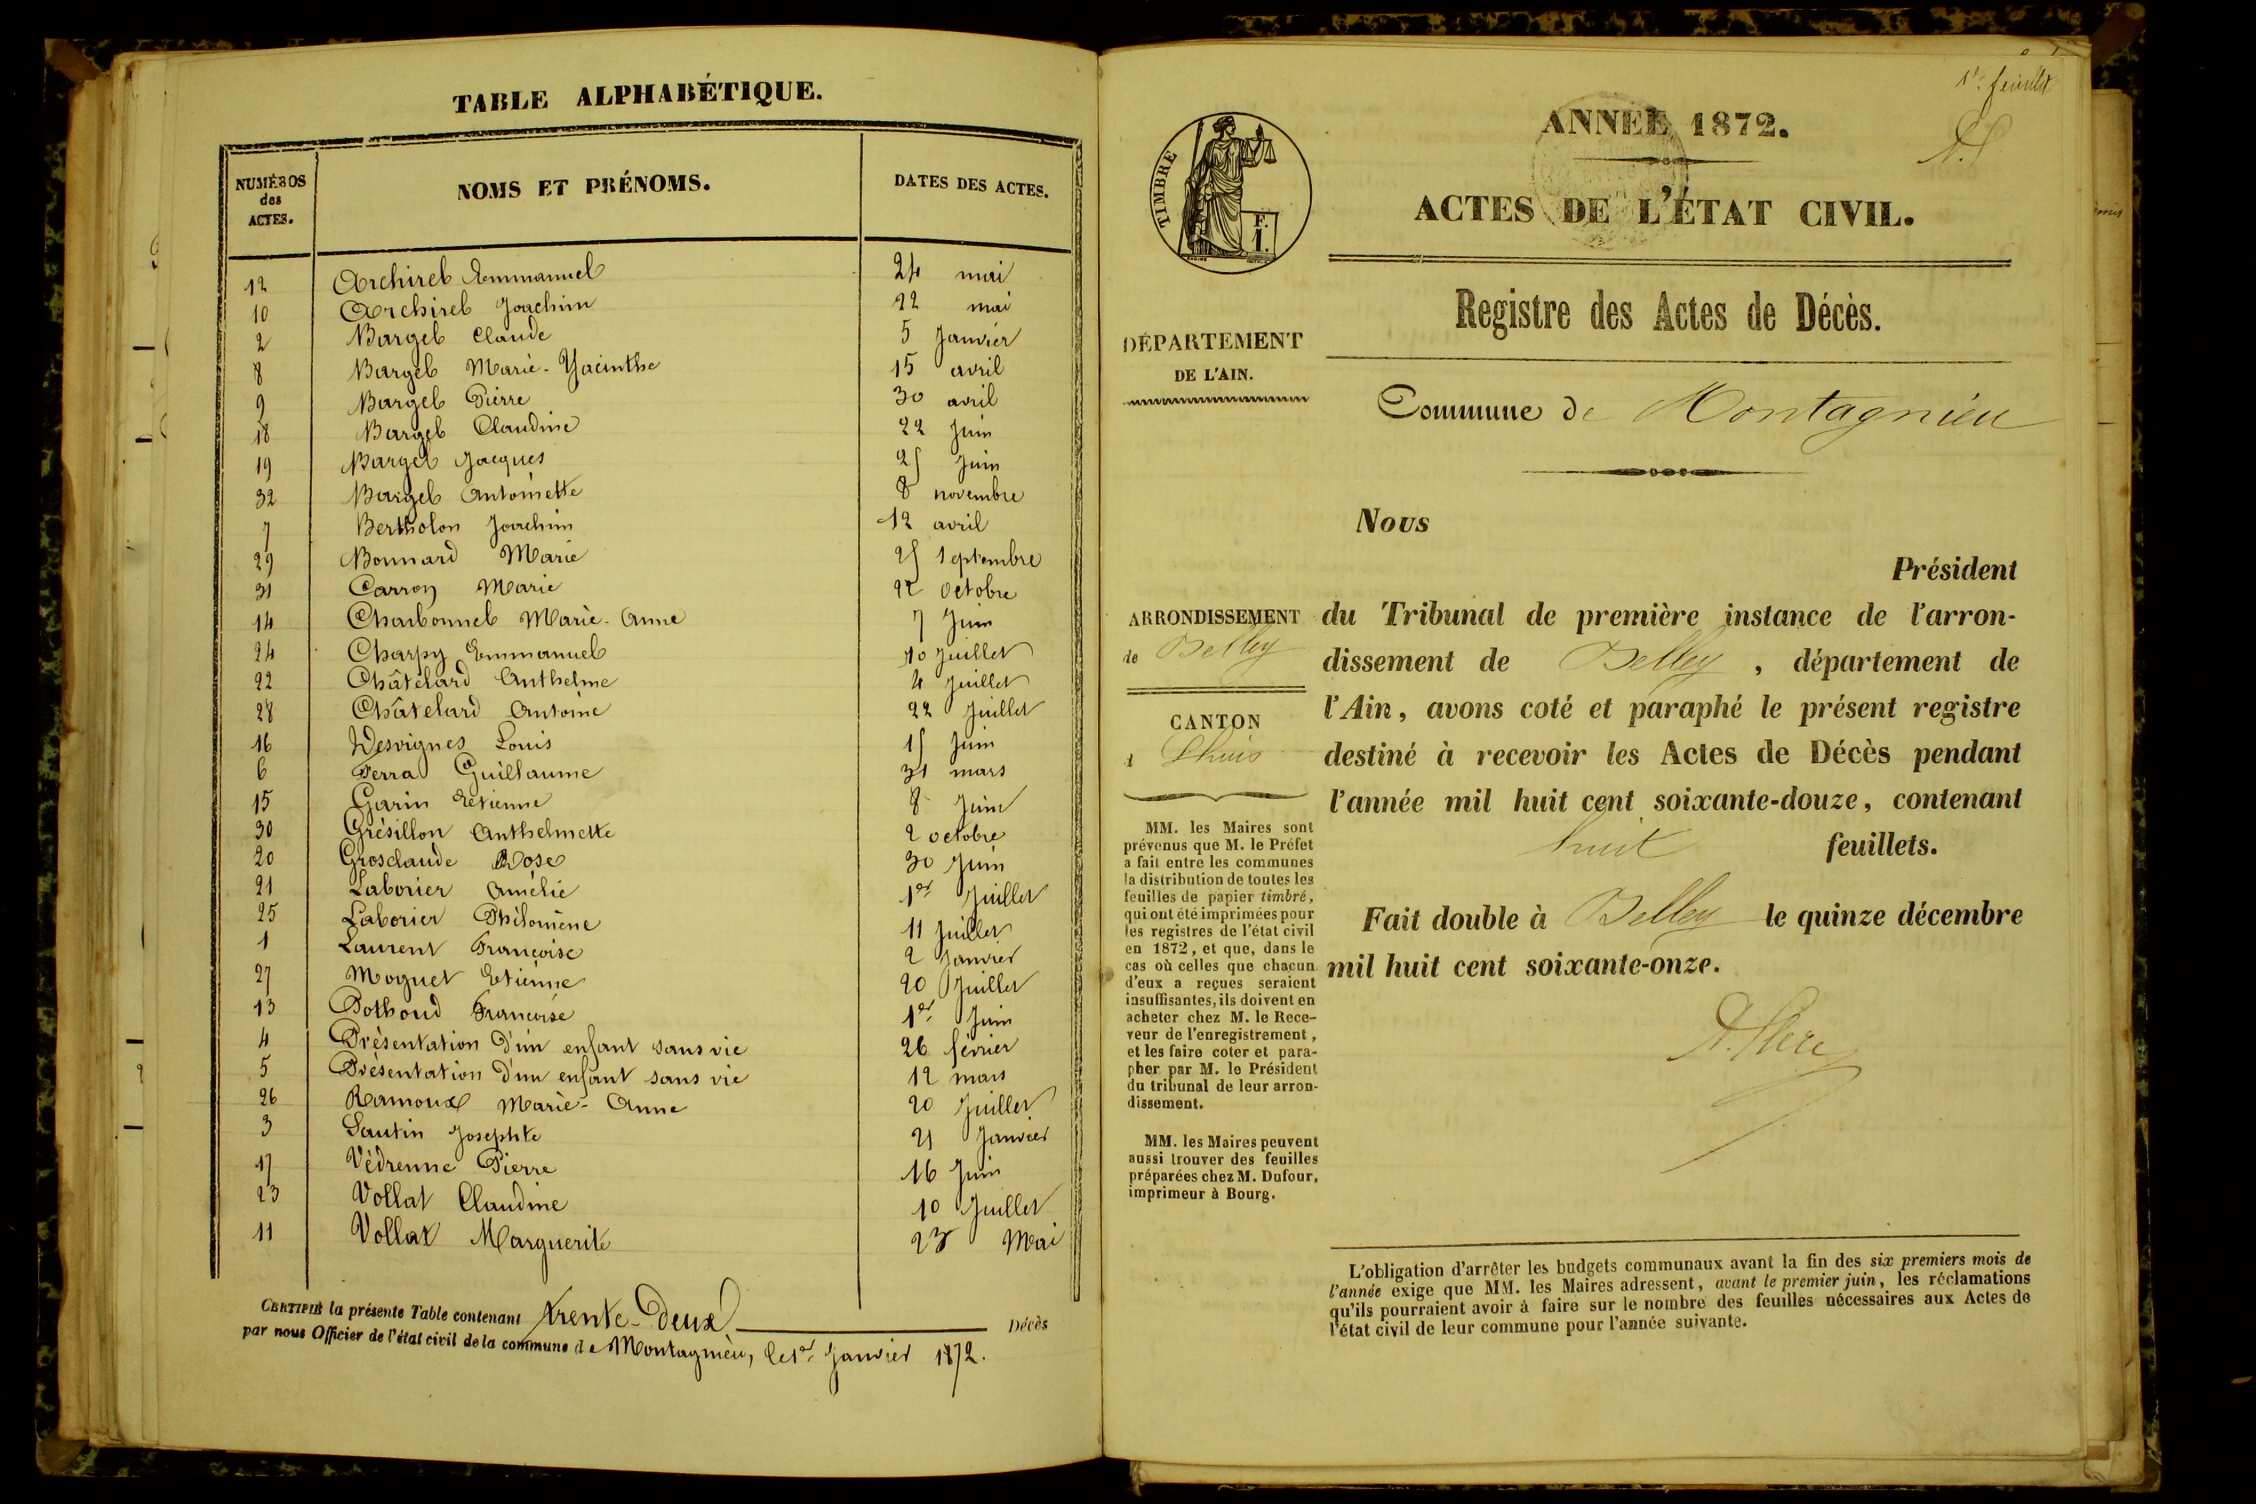 TABLE ALPHABÉTIQUE.
NUMÉROS des ACTES. NOMS ET PRÉNOMS. DATES DES ACTES.
12 Archirel Emmanuel 24 mai
10 Archirel Joachim 22 mai
2 Bargel Claude 5 Janvier
8 Bargel Marie-Yacinthe 15 avril
9 Bargel Pierre 30 avril
18 Bargel Claudine 22 Juin
19 Bargel Jacques 25 Juin
32 Bargel Antoinette 8 novembre
7 Bertholon Joachim 12 avril
29 Bonnard Marie 25 Septembre
31 Carron Marie 22 octobre
14 Charbonnel Marie-Anne 7 Juin
24 Charpy Emmanuel 10 Juillet
22 Châtelard Anthelme 4 Juillet
28 Châtelard Antoine 22 Juillet
16 Desvignes Louis 15 Juin
6 Ferra Guillaume 31 mars
15 Garin Etienne 8 Juin
30 Grésillon Anthelmette 2 octobre
20 Grosclaude Rose 30 Juin
21 Laborier Amélie 1er Juillet
25 Laborier Philomène 11 Juillet
1 Laurent Françoise 2 Janvier
27 Moguet Etienne 20 Juillet
13 Pothoud Françoise 1er Juin
4 Présentation d'un enfant sans vie 26 février
5 Présentation d'un enfant sans vie 12 mars
26 Ramoux Marie-Anne 20 Juillet
3 Sautin Josephte 21 Janvier
17 Védrenne Pierre 16 Juin
23 Vollat Claudine 10 Juillet
11 Vollat Marguerite 23 Mai
CERTIFIÉ la présente Table contenant trente-deux Décès
par nous Officier de l'état civil de la commune de Montagnieu, le 1er Janvier 1872.
1er feuillet
ANNÉE 1872.
ACTES DE L'ÉTAT CIVIL.
TIMBRE
F.
1.
Registre des Actes de Décès.
DÉPARTEMENT
DE L'AIN.
Commune de Montagnieu
ARRONDISSEMENT
de Belley
CANTON
d Lhuis
MM. les Maires sont
prévenus que M. le Préfet
a fait entre les communes
la distribution de toutes les
feuilles de papier timbré,
qui ont été imprimées pour
les registres de l'état civil
en 1872, et que, dans le
cas où celles que chacun
d'eux a reçues seraient
insuffisantes, ils doivent en
acheter chez M. le Rece-
veur de l'enregistrement,
et les faire coter et para-
pher par M. le Président
du tribunal de leur arron-
dissement.
MM. les Maires peuvent
aussi trouver des feuilles
préparées chez M. Dufour,
imprimeur à Bourg.
Nous
Président
du Tribunal de première instance de l'arron-
dissement de Belley, département de
l'Ain, avons coté et paraphé le présent registre
destiné à recevoir les Actes de Décès pendant
l'année mil huit cent soixante-douze, contenant
huit feuillets.
Fait double à Belley le quinze décembre
mil huit cent soixante-onze.
L'obligation d'arrêter les budgets communaux avant la fin des six premiers mois de
l'année exige que MM. les Maires adressent, avant le premier juin, les réclamations
qu'ils pourraient avoir à faire sur le nombre des feuilles nécessaires aux Actes de
l'état civil de leur commune pour l'année suivante.